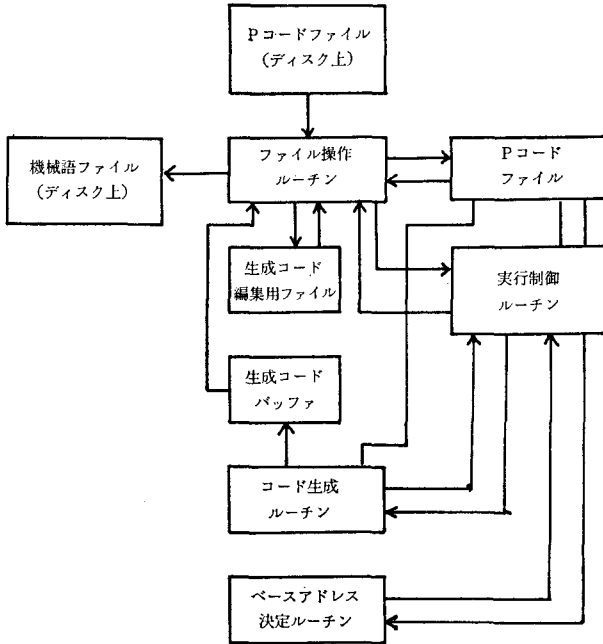 Pコードファイル
(ディスク上)
機械語ファイル
(ディスク上)
ファイル操作
ルーチン
Pコード
ファイル
生成コード
編集用ファイル
実行制御
ルーチン
生成コード
バッファ
コード生成
ルーチン
ベースアドレス
決定ルーチン